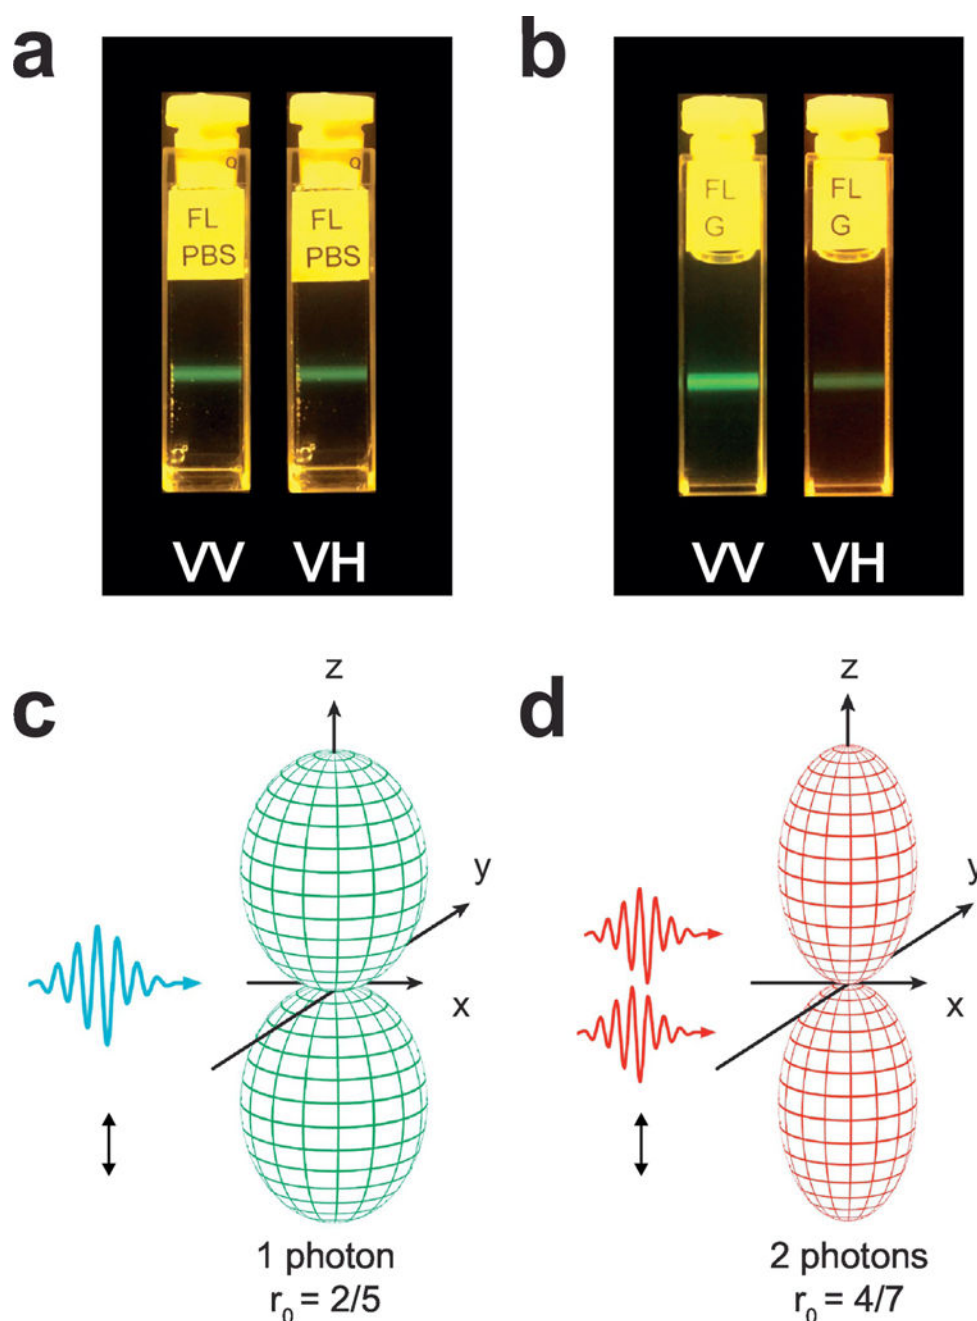 a
b
FL
PBS
FL
PBS
FL
G
FL
G
VV
VH
VV
VH
c
d
z
y
x
z
y
x
1 photon
r₀ = 2/5
2 photons
r₀ = 4/7